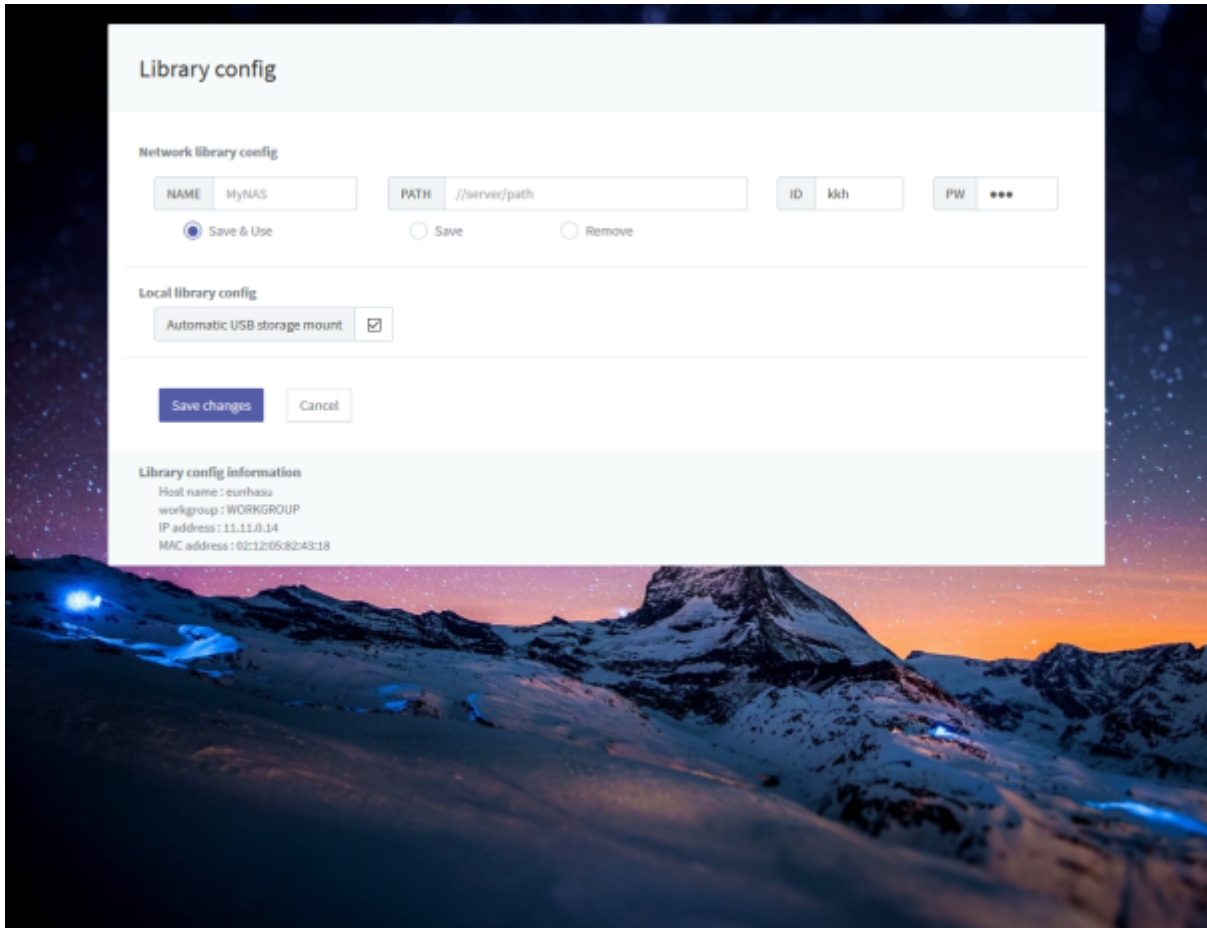 Library config
Network library config
NAME MyNAS PATH //server/path ID kkh PW •••
Save & Use Save Remove
Local library config
Automatic USB storage mount
Save changes Cancel
Library config information
Host name : eunhasu
workgroup : WORKGROUP
IP address : 11.11.0.14
MAC address : 02:12:05:82:43:18